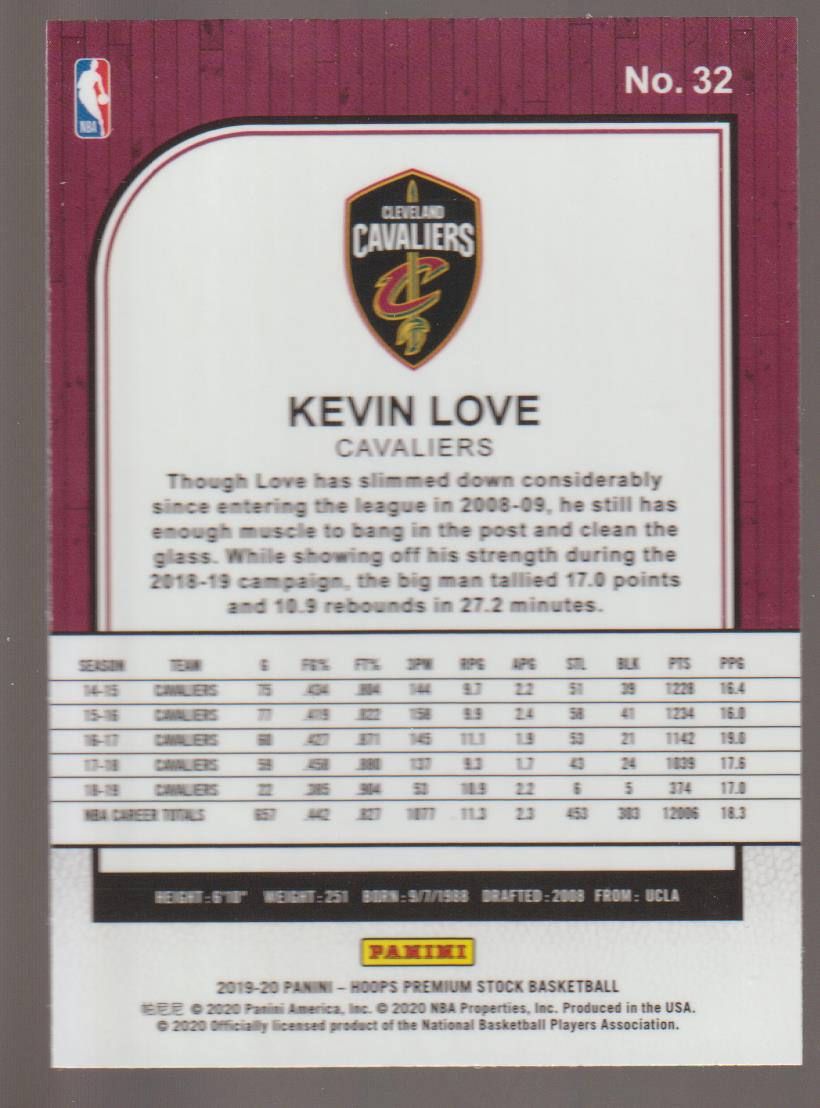 No. 32
NBA
CLEVELAND
CAVALIERS
KEVIN LOVE
CAVALIERS
Though Love has slimmed down considerably
since entering the league in 2008-09, he still has
enough muscle to bang in the post and clean the
glass. While showing off his strength during the
2018-19 campaign, the big man tallied 17.0 points
and 10.9 rebounds in 27.2 minutes.
SEASON TEAM G FG% FT% 3PM RPG APG STL BLK PTS PPG
14-15 CAVALIERS 75 .434 .804 144 9.7 2.2 51 39 1228 16.4
15-16 CAVALIERS 77 .419 .822 158 9.9 2.4 58 41 1234 16.0
16-17 CAVALIERS 60 .427 .871 145 11.1 1.9 53 21 1142 19.0
17-18 CAVALIERS 59 .458 .880 137 9.3 1.7 43 24 1039 17.6
18-19 CAVALIERS 22 .385 .904 53 10.9 2.2 6 5 374 17.0
NBA CAREER TOTALS 657 .442 .827 1077 11.3 2.3 453 303 12006 18.3
HEIGHT: 6'10" WEIGHT: 251 BORN: 9/7/1988 DRAFTED: 2008 FROM: UCLA
PANINI
2019-20 PANINI – HOOPS PREMIUM STOCK BASKETBALL
帕尼尼 © 2020 Panini America, Inc. © 2020 NBA Properties, Inc. Produced in the USA.
© 2020 Officially licensed product of the National Basketball Players Association.